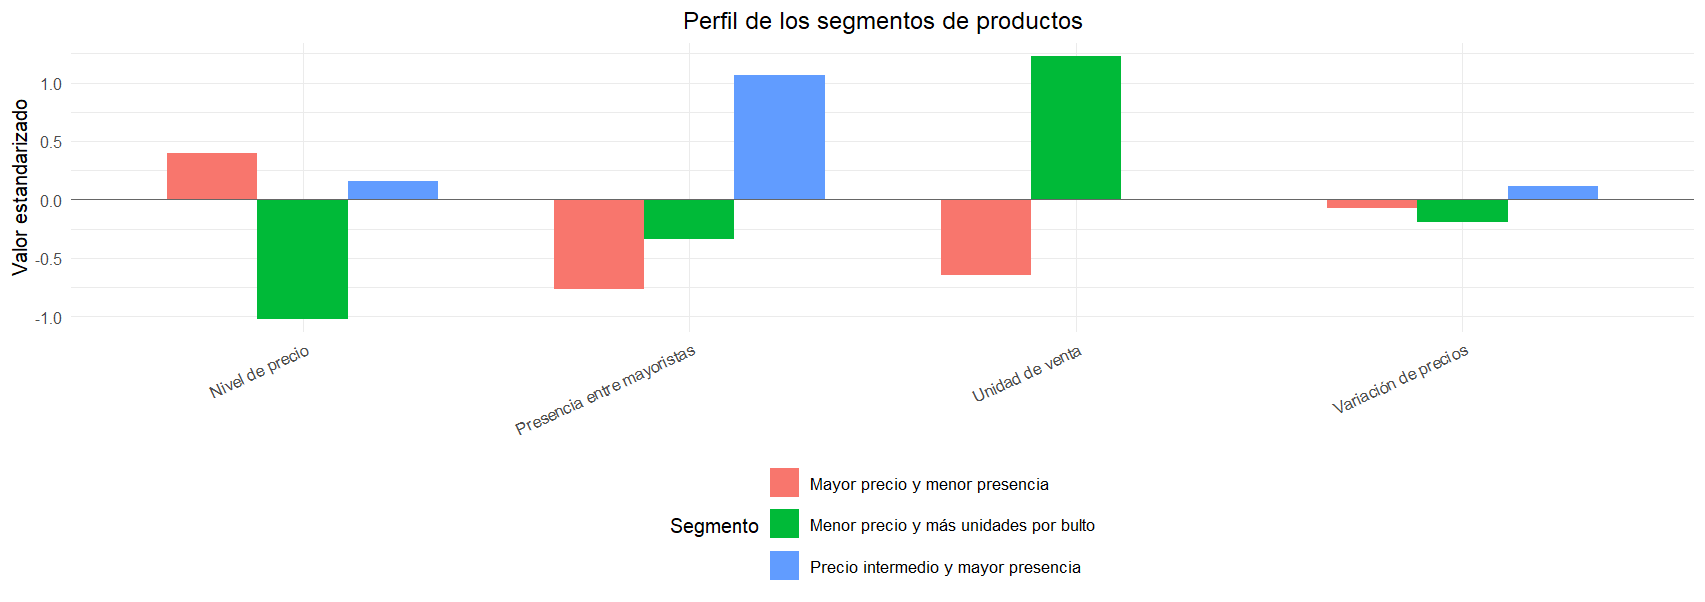 Perfil de los segmentos de productos
Valor estandarizado
1.0
0.5
0.0
-0.5
-1.0
Nivel de precio
Presencia entre mayoristas
Unidad de venta
Variación de precios
Segmento
Mayor precio y menor presencia
Menor precio y más unidades por bulto
Precio intermedio y mayor presencia